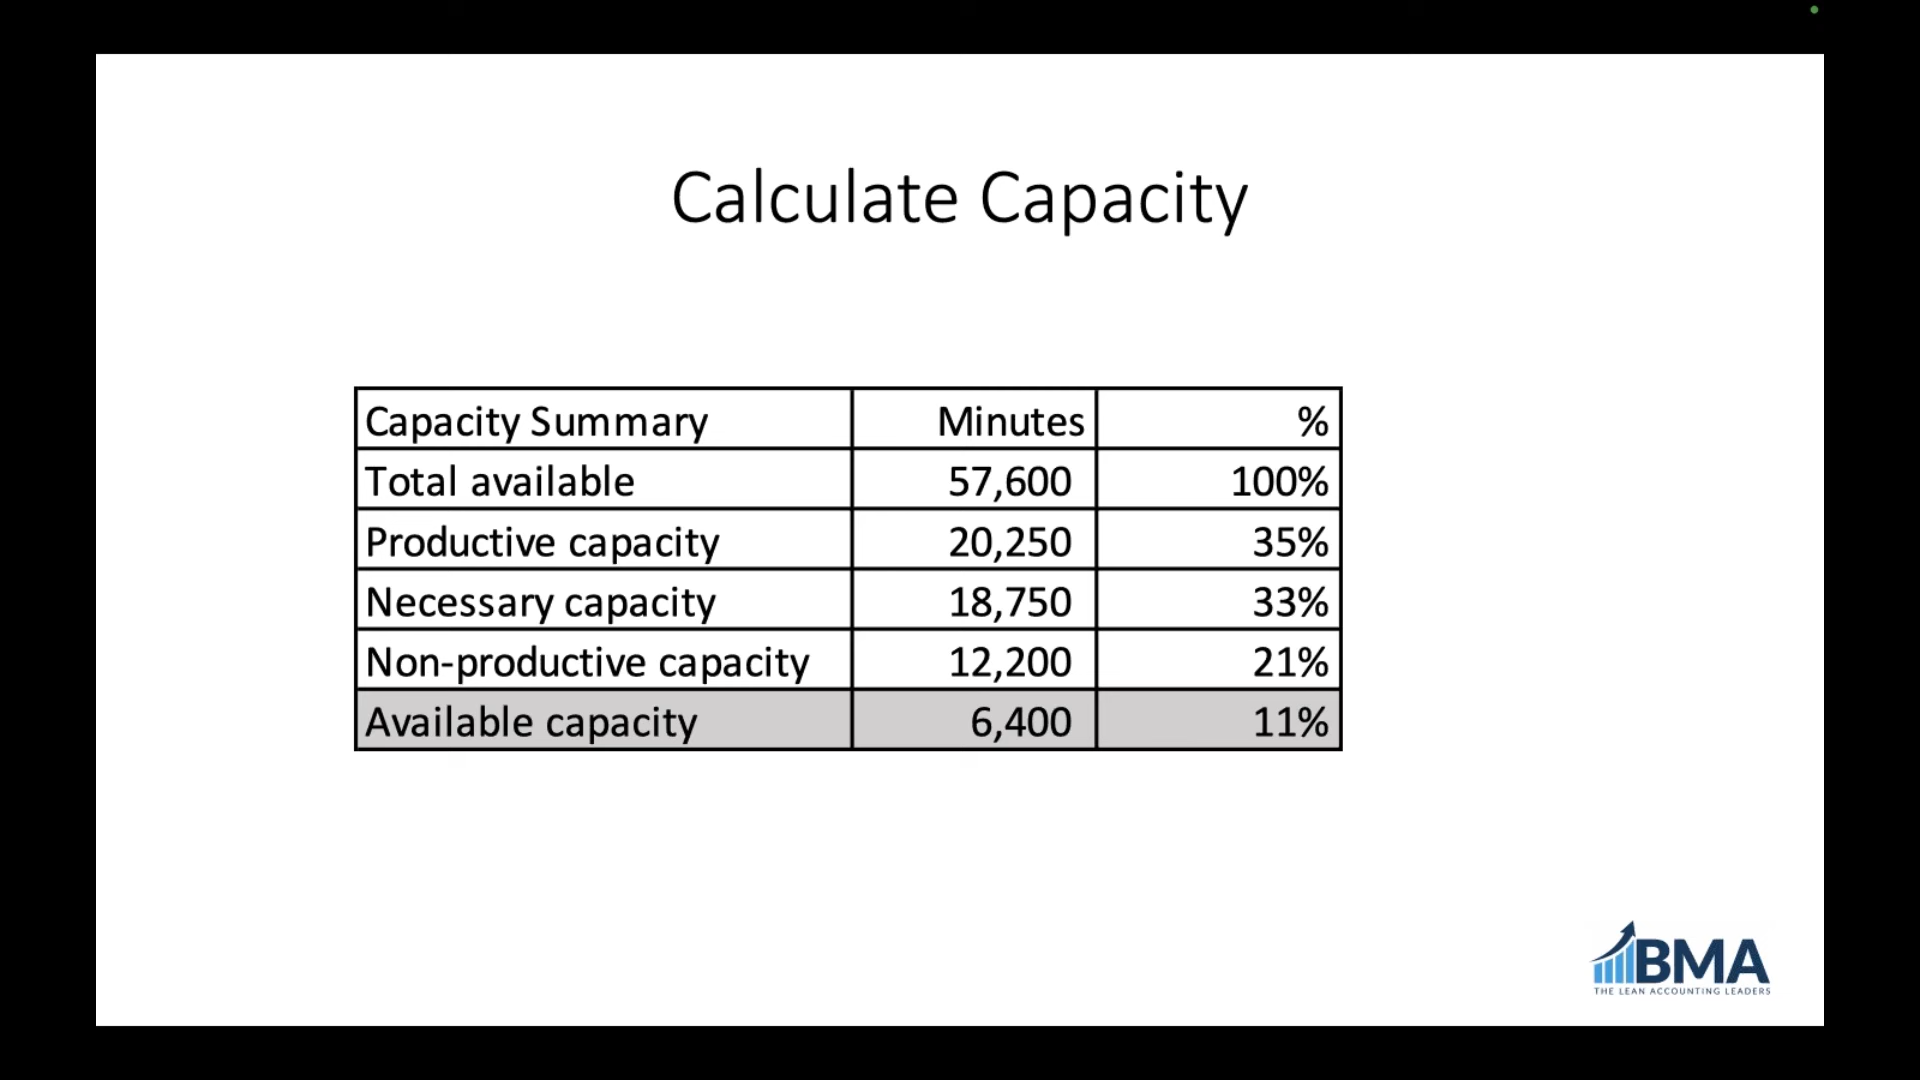 Calculate Capacity
Capacity Summary Minutes %
Total available 57,600 100%
Productive capacity 20,250 35%
Necessary capacity 18,750 33%
Non-productive capacity 12,200 21%
Available capacity 6,400 11%
BMA
THE LEAN ACCOUNTING LEADERS